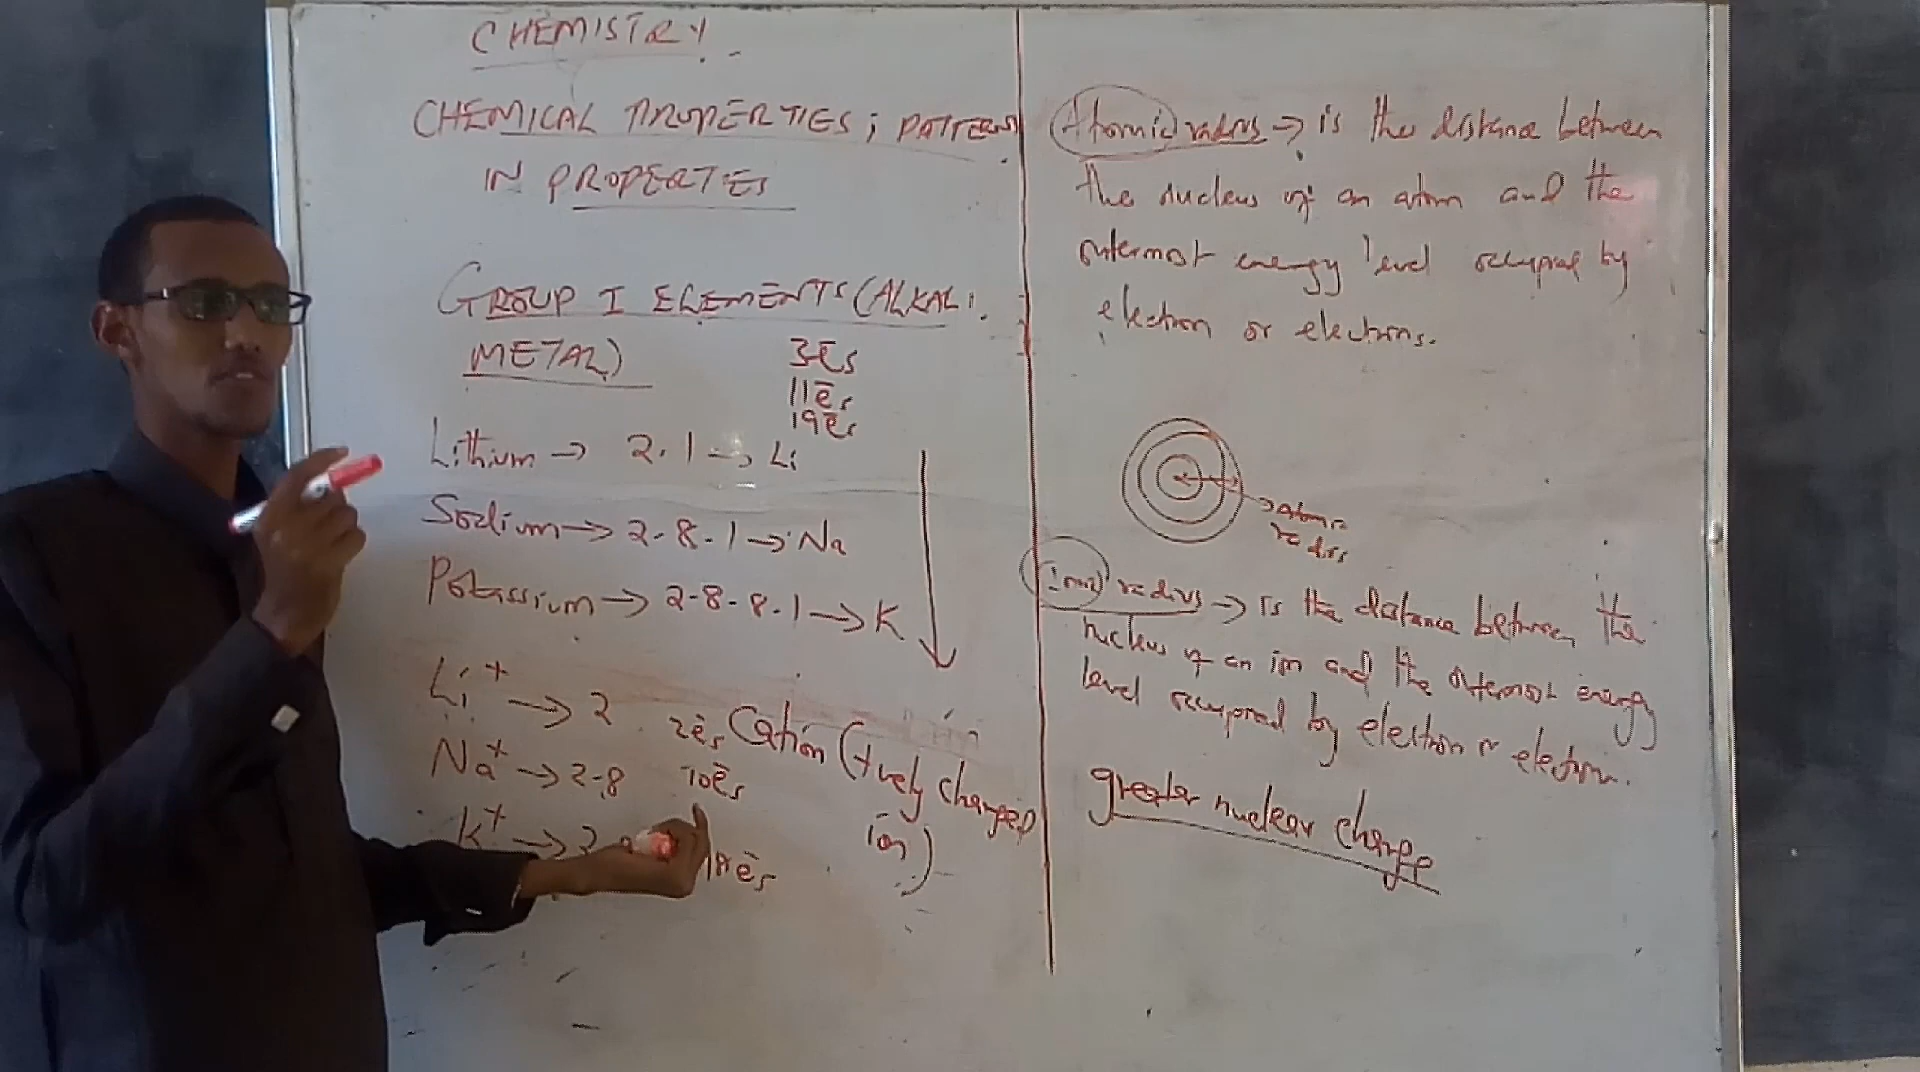 CHEMISTRY.
CHEMICAL PROPERTIES; PATTERNS
IN PROPERTIES
GROUP I ELEMENTS (ALKALI
METAL)
3ēs
11ēs
19ēs
Lithium → 2.1 → Li
Sodium → 2-8-1 → Na
Potassium → 2-8-8-1 → K
Li⁺ → 2 2ēs
Na⁺ → 2.8 10ēs
K⁺ → 2 18ēs
Cation (+vely charged
ion)
Atomic radius → is the distance between
the nucleus of an atom and the
outermost energy level occupied by
electron or electrons.
Atomic
radius
Ionic radius → is the distance between the
nucleus of an ion and the outermost energy
level occupied by electron or electron.
greater nuclear charge